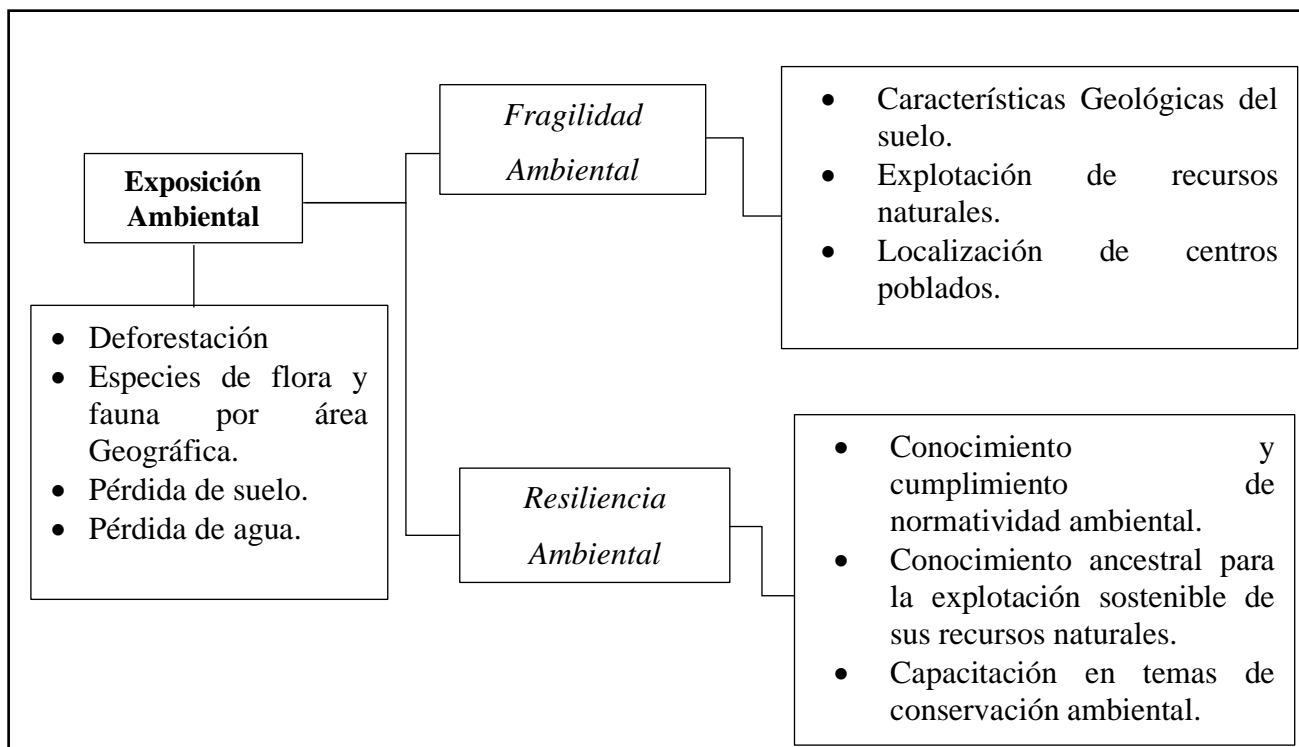 Exposición
Ambiental
• Deforestación
• Especies de flora y
fauna por área
Geográfica.
• Pérdida de suelo.
• Pérdida de agua.
Fragilidad
Ambiental
• Características Geológicas del
suelo.
• Explotación de recursos
naturales.
• Localización de centros
poblados.
Resiliencia
Ambiental
• Conocimiento y
cumplimiento de
normatividad ambiental.
• Conocimiento ancestral para
la explotación sostenible de
sus recursos naturales.
• Capacitación en temas de
conservación ambiental.